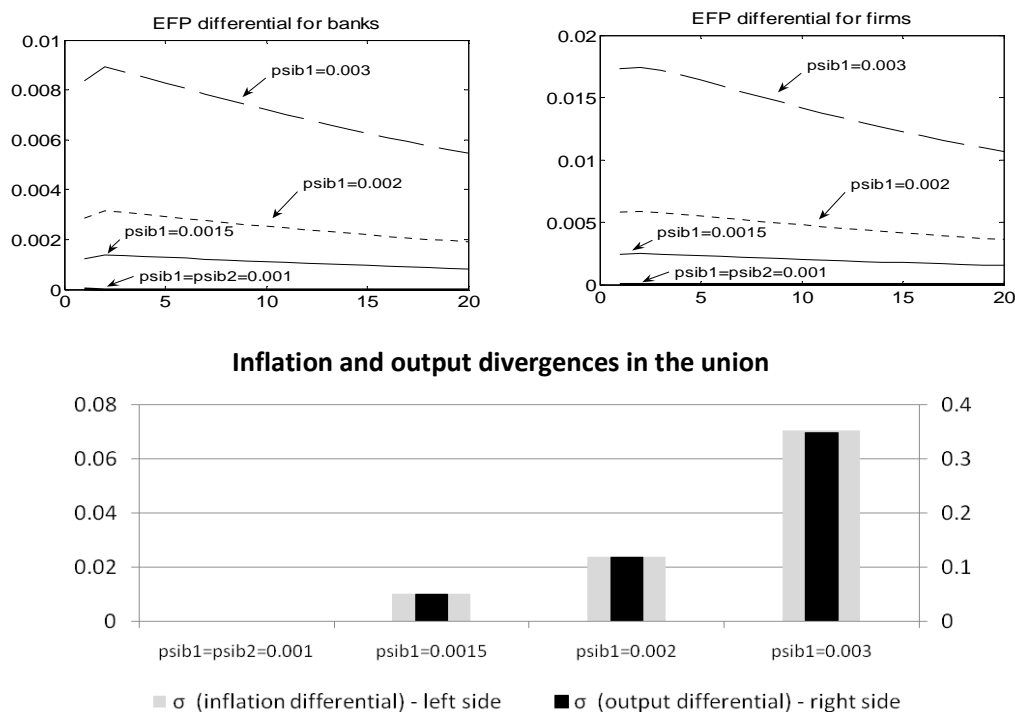 EFP differential for banks
0.01
0.008
0.006
0.004
0.002
0
0
5
10
15
20
psib1=0.003
psib1=0.002
psib1=0.0015
psib1=psib2=0.001
EFP differential for firms
0.02
0.015
0.01
0.005
0
0
5
10
15
20
psib1=0.003
psib1=0.002
psib1=0.0015
psib1=psib2=0.001
Inflation and output divergences in the union
0.08
0.06
0.04
0.02
0
0.4
0.3
0.2
0.1
0
psib1=psib2=0.001
psib1=0.0015
psib1=0.002
psib1=0.003
σ (inflation differential) - left side
σ (output differential) - right side